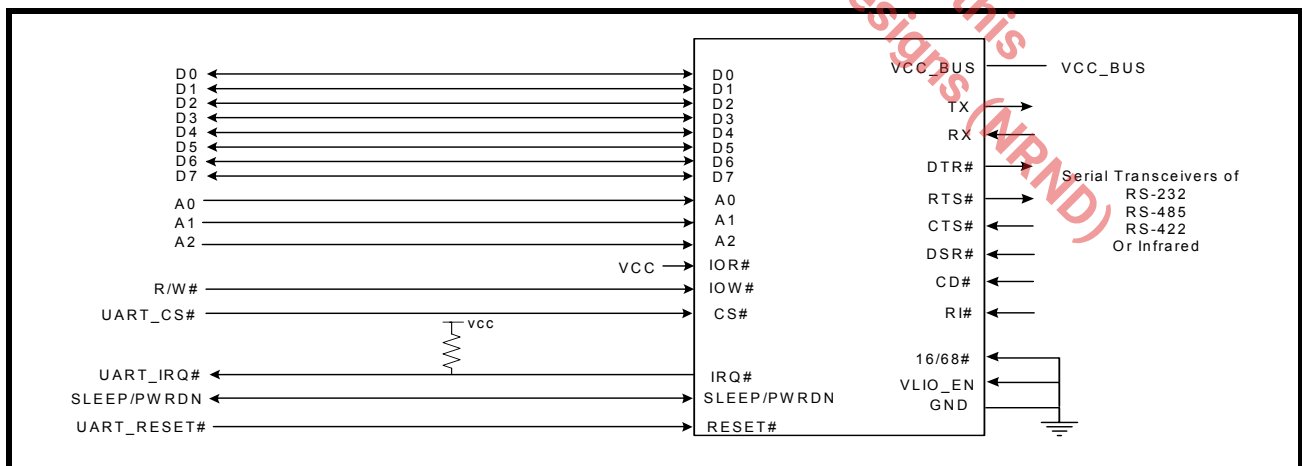 this
esigns (NRND)
D0
D1
D2
D3
D4
D5
D6
D7
A0
A1
A2
R/W#
UART_CS#
UART_IRQ#
SLEEP/PWRDN
UART_RESET#
VCC
vcc
D0
D1
D2
D3
D4
D5
D6
D7
A0
A1
A2
IOR#
IOW#
CS#
IRQ#
SLEEP/PWRDN
RESET#
VCC_BUS
TX
RX
DTR#
RTS#
CTS#
DSR#
CD#
RI#
16/68#
VLIO_EN
GND
VCC_BUS
Serial Transceivers of
RS-232
RS-485
RS-422
Or Infrared